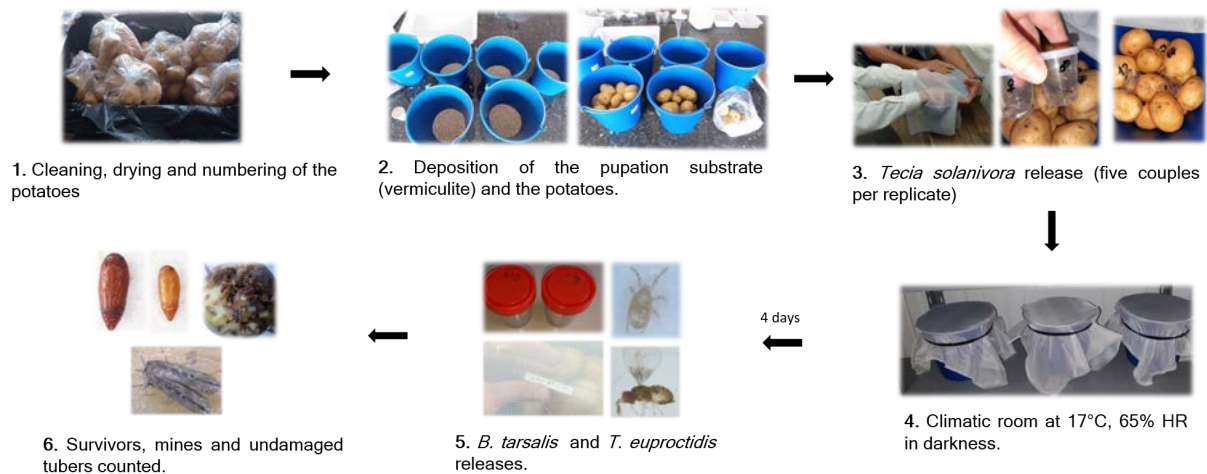 1. Cleaning, drying and numbering of the
potatoes
2. Deposition of the pupation substrate
(vermiculite) and the potatoes.
3. Tecia solanivora release (five couples
per replicate)
4. Climatic room at 17°C, 65% HR
in darkness.
4 days
5. B. tarsalis and T. euproctidis
releases.
6. Survivors, mines and undamaged
tubers counted.